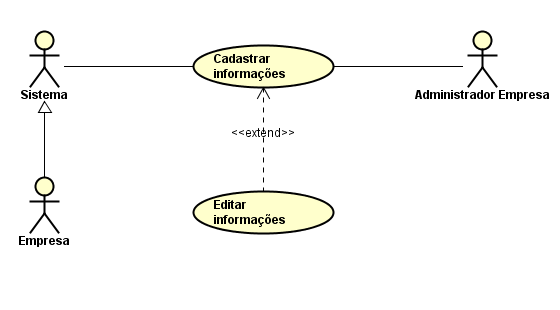 Cadastrar
informações
Sistema
Administrador Empresa
<<extend>>
Editar
informações
Empresa